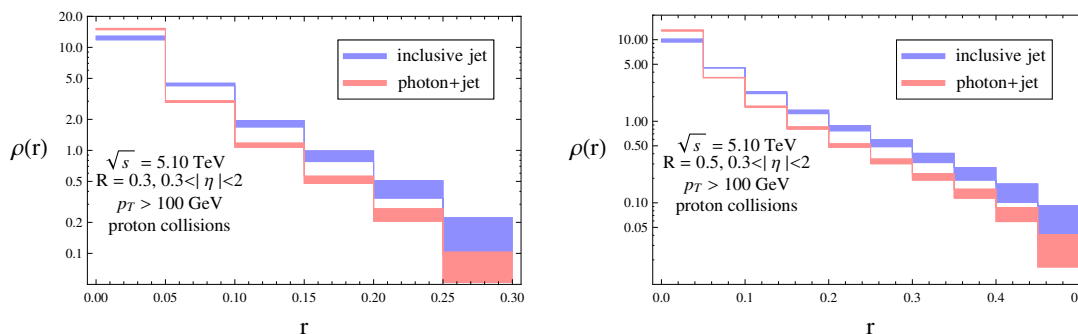 20.0
10.0
5.0
2.0
1.0
0.5
0.2
0.1
ρ(r)
inclusive jet
photon+jet
√s = 5.10 TeV
R = 0.3, 0.3<| η |<2
p_T > 100 GeV
proton collisions
0.00 0.05 0.10 0.15 0.20 0.25 0.30
r
10.00
5.00
1.00
0.50
0.10
0.05
ρ(r)
inclusive jet
photon+jet
√s = 5.10 TeV
R = 0.5, 0.3<| η |<2
p_T > 100 GeV
proton collisions
0.0 0.1 0.2 0.3 0.4
r